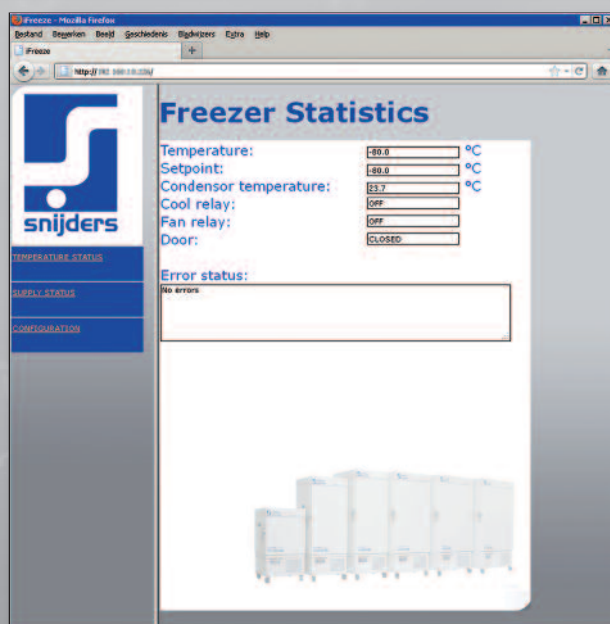 iFreeze - Mozilla Firefox
Bestand Bewerken Beeld Geschiedenis Bladwijzers Extra Help
iFreeze
http://
snijders
TEMPERATURE STATUS
SUPPLY STATUS
CONFIGURATION
Freezer Statistics
Temperature: -80.0 °C
Setpoint: -80.0 °C
Condensor temperature: 23.7 °C
Cool relay: OFF
Fan relay: OFF
Door: CLOSED
Error status:
No errors